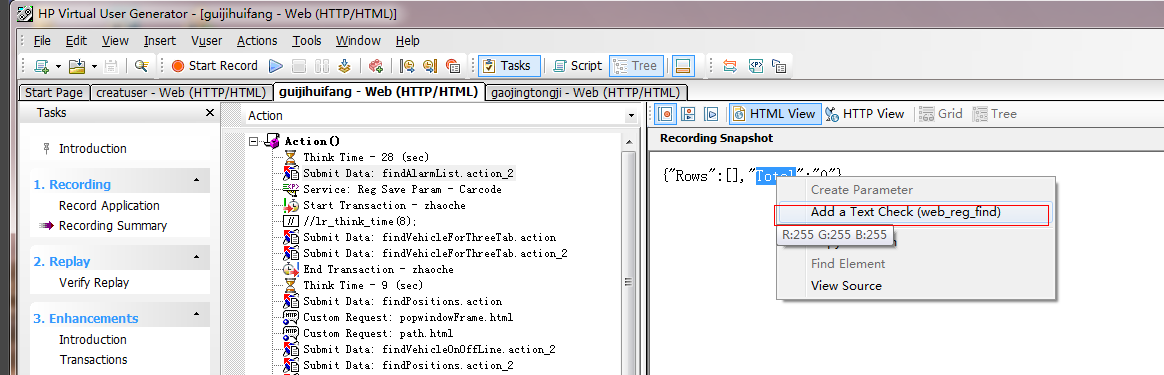 HP Virtual User Generator - [guijihuifang - Web (HTTP/HTML)]
File Edit View Insert Vuser Actions Tools Window Help
Start Record Tasks Script Tree
Start Page creatuser - Web (HTTP/HTML) guijihuifang - Web (HTTP/HTML) gaojingtongji - Web (HTTP/HTML)
Tasks
Introduction
1. Recording
Record Application
Recording Summary
2. Replay
Verify Replay
3. Enhancements
Introduction
Transactions
Action
Action()
Think Time - 28 (sec)
Submit Data: findAlarmList.action_2
Service: Reg Save Param - Carcode
Start Transaction - zhaoche
//lr_think_time(8);
Submit Data: findVehicleForThreeTab.action
Submit Data: findVehicleForThreeTab.action_2
End Transaction - zhaoche
Think Time - 9 (sec)
Submit Data: findPositions.action
Custom Request: popwindowFrame.html
Custom Request: path.html
Submit Data: findVehicleOnOffLine.action_2
Submit Data: findPositions.action_2
HTML View HTTP View Grid Tree
Recording Snapshot
{"Rows":[],"Total":"0"}
Create Parameter
Add a Text Check (web_reg_find)
R:255 G:255 B:255
Find Element
View Source